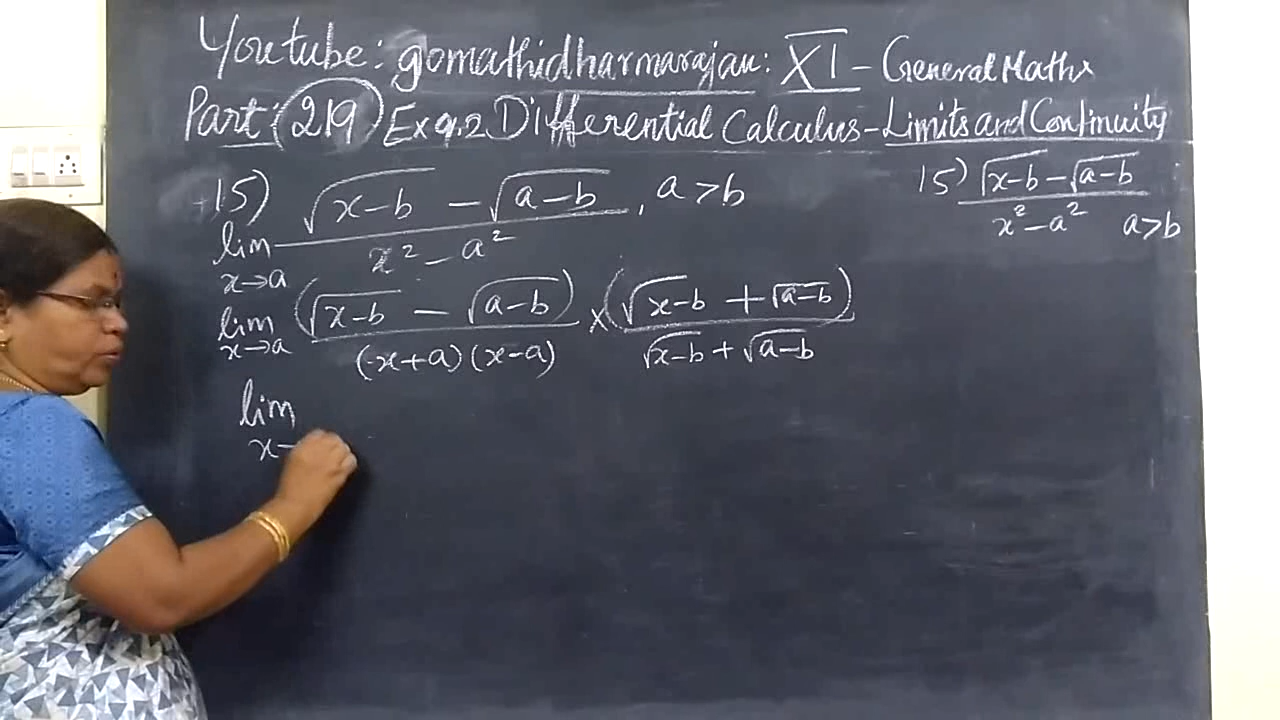 Youtube: gomathidharmarajan: XI - General Maths
Part: 219 Ex 9.2 Differential Calculus - Limits and Continuity
15) lim x→a (√(x-b) - √(a-b)) / (x² - a²), a > b
15) (√(x-b) - √(a-b)) / (x² - a²) a > b
lim x→a (√(x-b) - √(a-b)) / ((x+a)(x-a)) × (√(x-b) + √(a-b)) / (√(x-b) + √(a-b))
lim x→